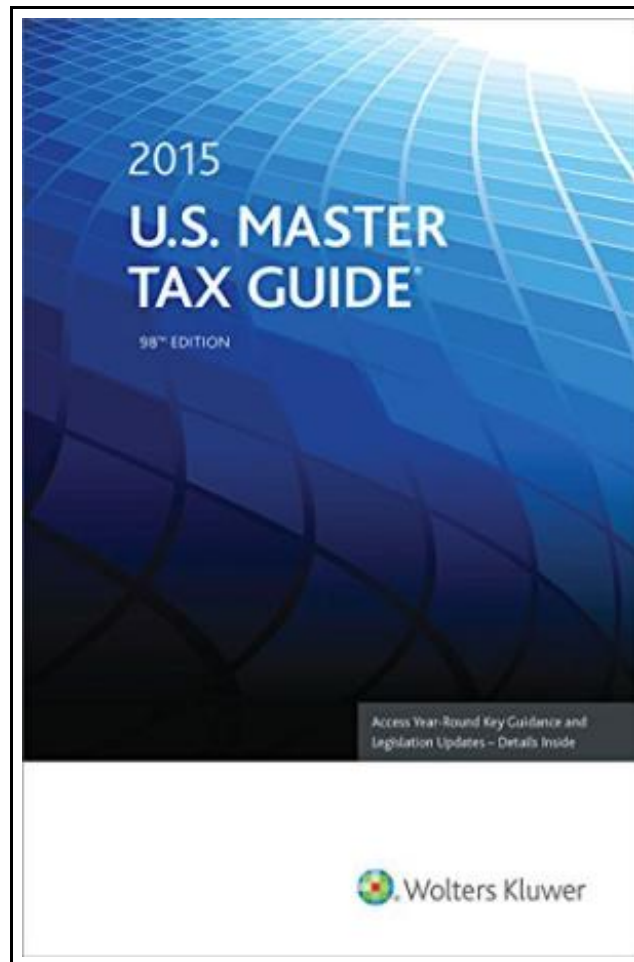 2015
U.S. MASTER
TAX GUIDE®
98TH EDITION
Access Year-Round Key Guidance and
Legislation Updates – Details Inside
Wolters Kluwer